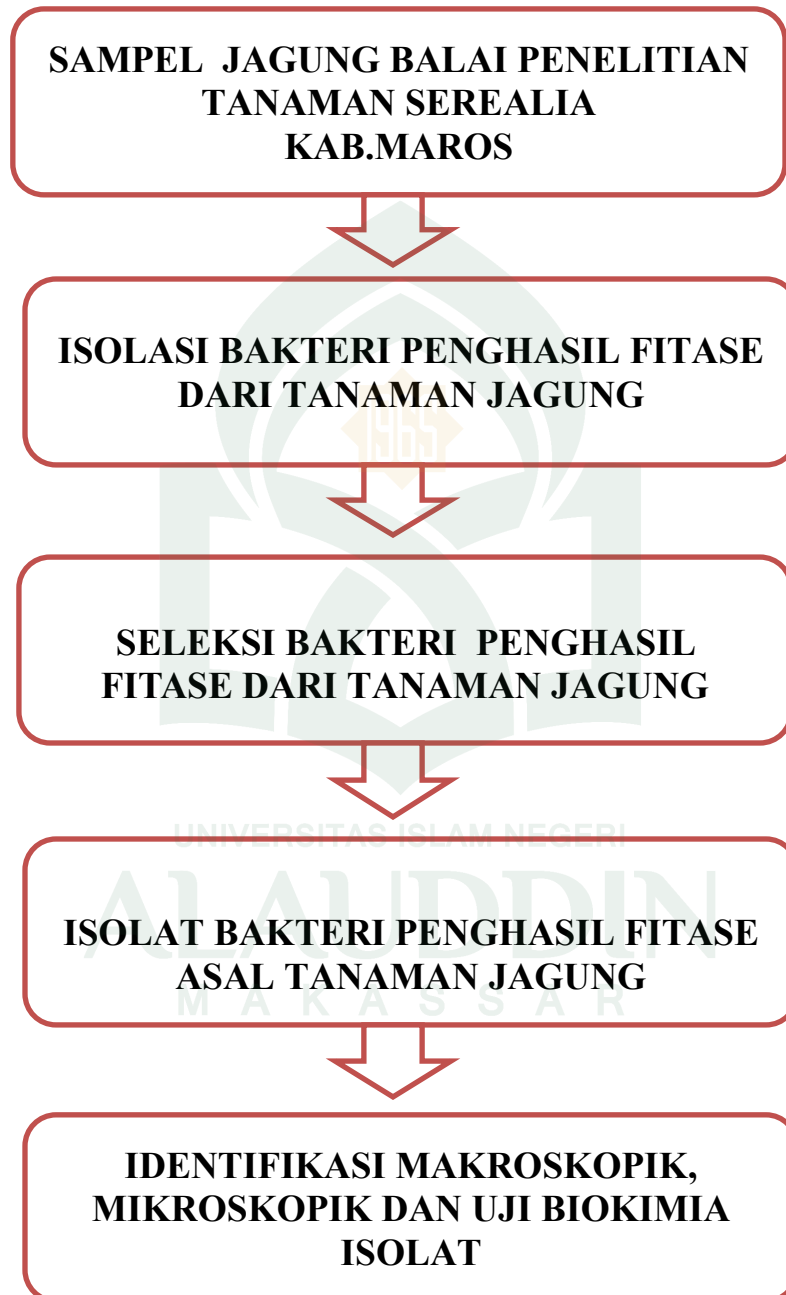 SAMPEL JAGUNG BALAI PENELITIAN
TANAMAN SEREALIA
KAB.MAROS
ISOLASI BAKTERI PENGHASIL FITASE
DARI TANAMAN JAGUNG
1965
SELEKSI BAKTERI PENGHASIL
FITASE DARI TANAMAN JAGUNG
UNIVERSITAS ISLAM NEGERI
ALAUDDIN
ISOLAT BAKTERI PENGHASIL FITASE
ASAL TANAMAN JAGUNG
MAKASSAR
IDENTIFIKASI MAKROSKOPIK,
MIKROSKOPIK DAN UJI BIOKIMIA
ISOLAT